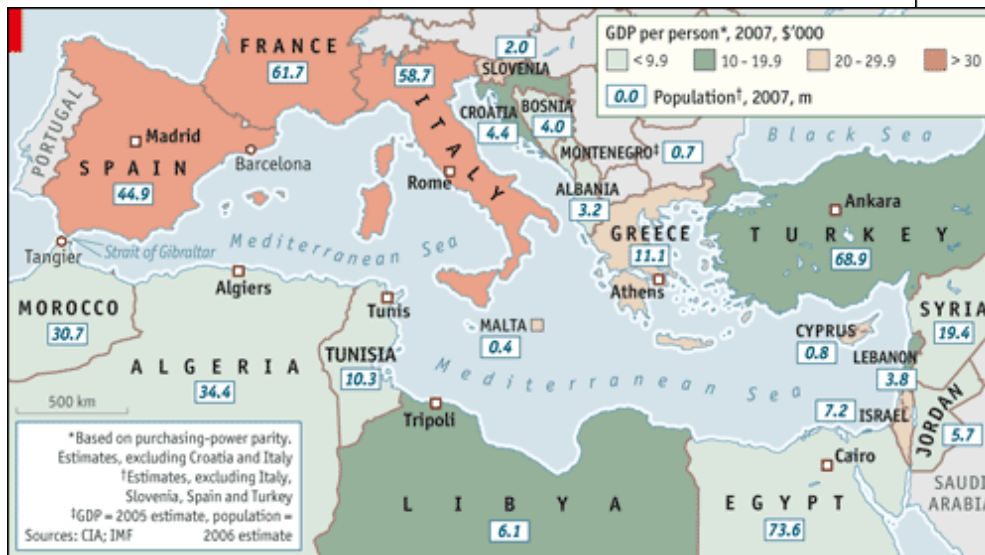 GDP per person*, 2007, $'000
<9.9
10 - 19.9
20 - 29.9
>30
0.0 Population†, 2007, m
FRANCE
61.7
58.7
2.0
SLOVENIA
ITALY
CROATIA
4.4
BOSNIA
4.0
MONTENEGRO‡
0.7
Black Sea
PORTUGAL
Madrid
SPAIN
44.9
Barcelona
Rome
ALBANIA
3.2
GREECE
11.1
Athens
Ankara
TURKEY
68.9
Strait of Gibraltar
Tangier
Mediterranean Sea
Algiers
Tunis
MOROCCO
30.7
ALGERIA
34.4
TUNISIA
10.3
MALTA
0.4
CYPRUS
0.8
SYRIA
19.4
LEBANON
3.8
Mediterranean Sea
500 km
Tripoli
7.2
ISRAEL
JORDAN
5.7
Cairo
LIBYA
6.1
EGYPT
73.6
SAUDI
ARABIA
*Based on purchasing-power parity.
Estimates, excluding Croatia and Italy
†Estimates, excluding Italy,
Slovenia, Spain and Turkey
‡GDP = 2005 estimate, population =
2006 estimate
Sources: CIA; IMF